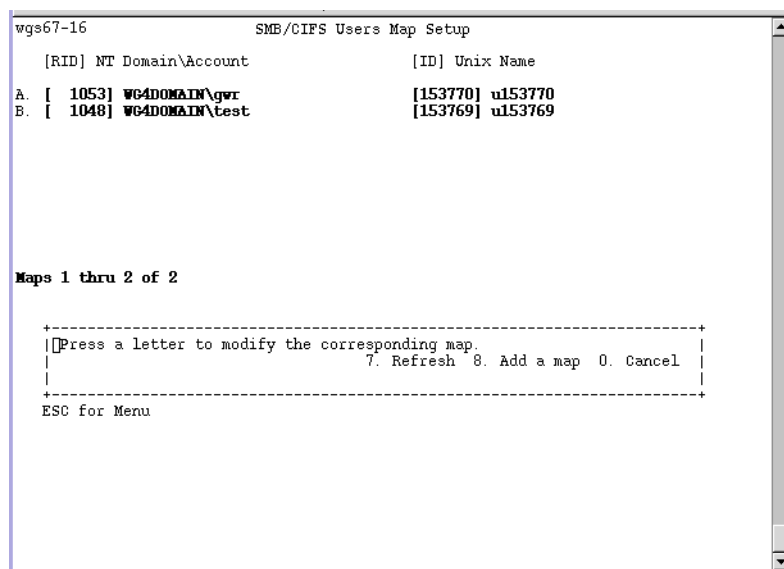 wgs67-16 SMB/CIFS Users Map Setup
[RID] NT Domain\Account [ID] Unix Name
A. [ 1053] WG4DOMAIN\gwr [153770] u153770
B. [ 1048] WG4DOMAIN\test [153769] u153769
Maps 1 thru 2 of 2
Press a letter to modify the corresponding map.
7. Refresh 8. Add a map 0. Cancel
ESC for Menu